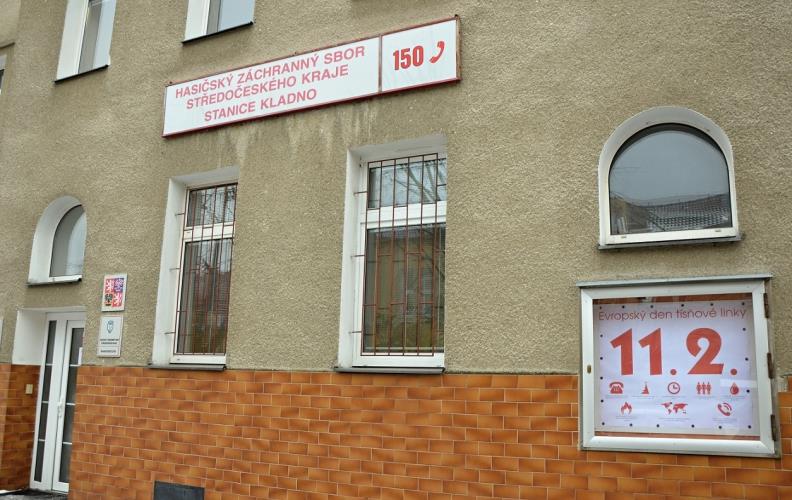 HASIČSKÝ ZÁCHRANNÝ SBOR
STŘEDOČESKÉHO KRAJE
STANICE KLADNO
150
Evropský den tísňové linky
11.2.